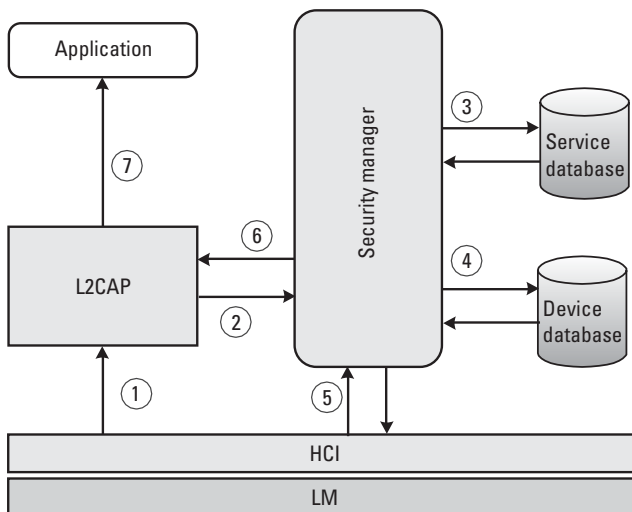 Application
7
L2CAP
6
2
1
Security manager
3
Service
database
4
Device
database
5
HCI
LM